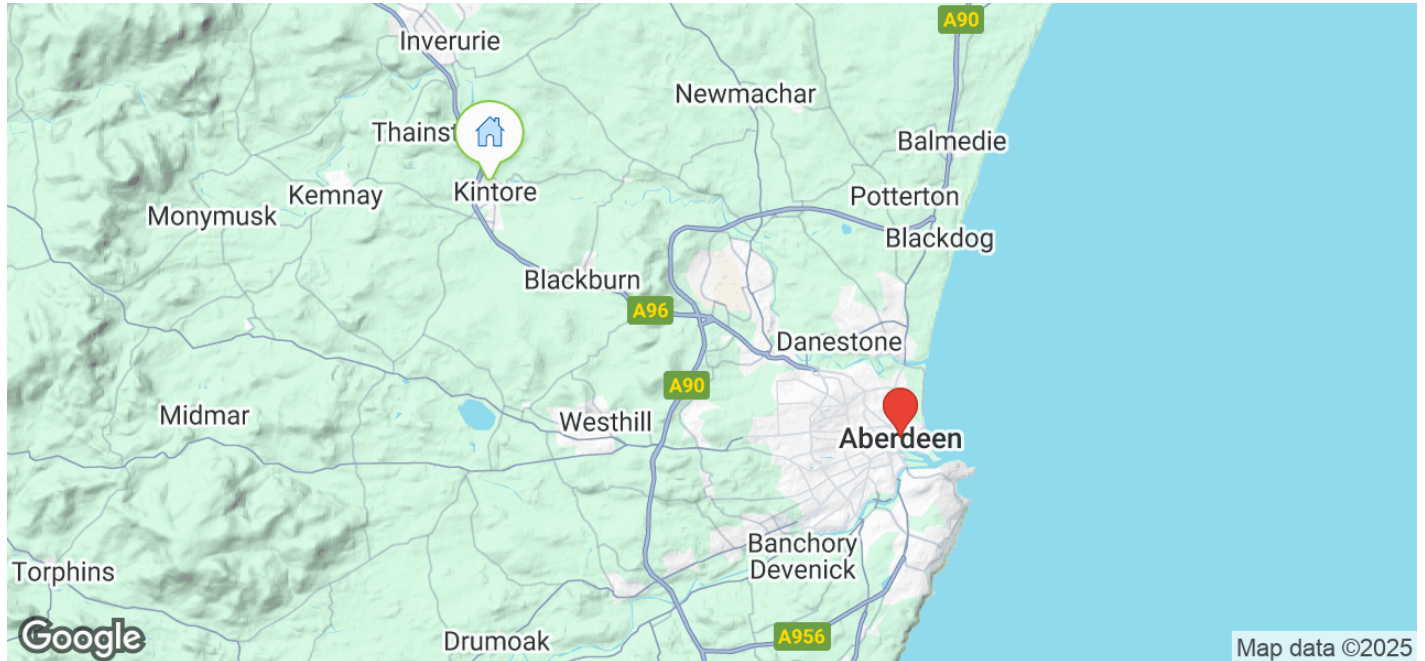 A90
Inverurie
Newmachar
Thainst
Balmedie
Kintore
Kemnay
Potterton
Monymusk
Blackdog
Blackburn
A96
Danestone
A90
Midmar
Westhill
Aberdeen
Banchory
Devenick
Torphins
Google
Drumoak
A956
Map data ©2025